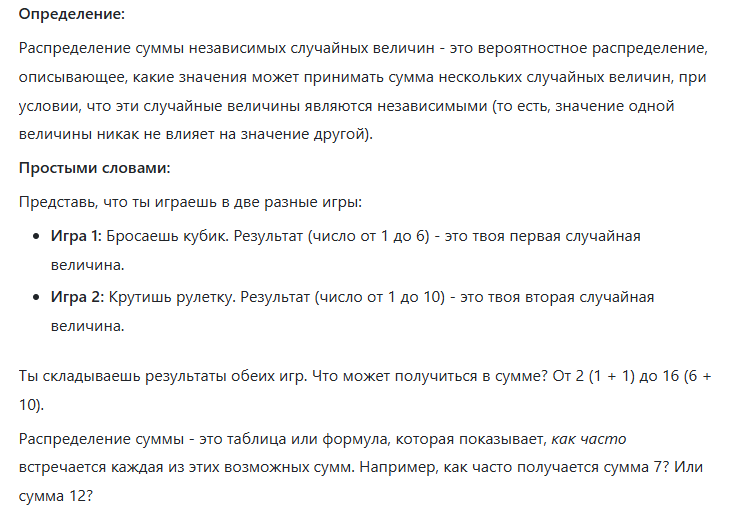 Определение:
Распределение суммы независимых случайных величин - это вероятностное распределение,
описывающее, какие значения может принимать сумма нескольких случайных величин, при
условии, что эти случайные величины являются независимыми (то есть, значение одной
величины никак не влияет на значение другой).
Простыми словами:
Представь, что ты играешь в две разные игры:
• Игра 1: Бросаешь кубик. Результат (число от 1 до 6) - это твоя первая случайная
величина.
• Игра 2: Крутишь рулетку. Результат (число от 1 до 10) - это твоя вторая случайная
величина.
Ты складываешь результаты обеих игр. Что может получиться в сумме? От 2 (1 + 1) до 16 (6 +
10).
Распределение суммы - это таблица или формула, которая показывает, как часто
встречается каждая из этих возможных сумм. Например, как часто получается сумма 7? Или
сумма 12?